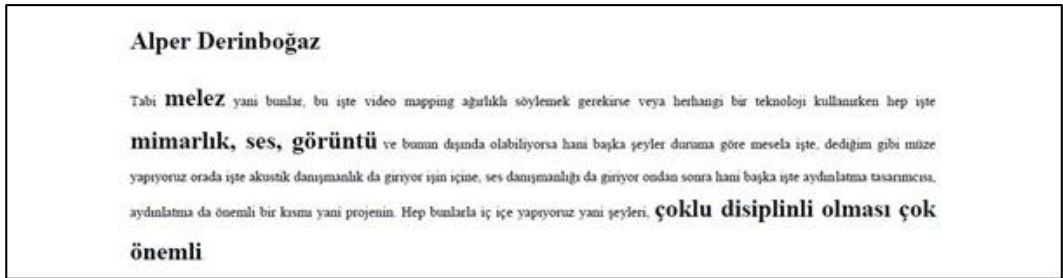 Alper Derinboğaz
Tabi melez yani bunlar, bu işte video mapping ağırlıklı söylemek gerekirse veya herhangi bir teknoloji kullanırken hep işte
mimarlık, ses, görüntü ve bunun dışında olabiliyorsa hani başka şeyler duruma göre mesela işte, dediğim gibi müze
yapıyoruz orada işte akustik danışmanlık da giriyor işin içine, ses danışmanlığı da giriyor ondan sonra hani başka işte aydınlatma tasarımcısı,
aydınlatma da önemli bir kısmı yani projenin. Hep bunlarla iç içe yapıyoruz yani şeyleri, çoklu disiplinli olması çok
önemli